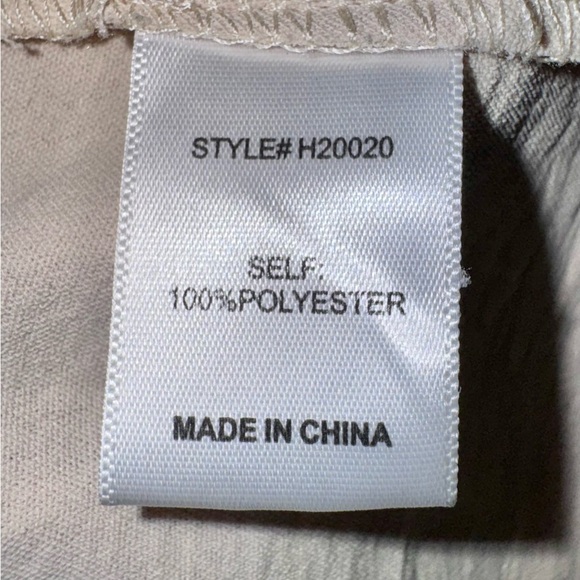 STYLE# H20020
SELF:
100%POLYESTER
MADE IN CHINA